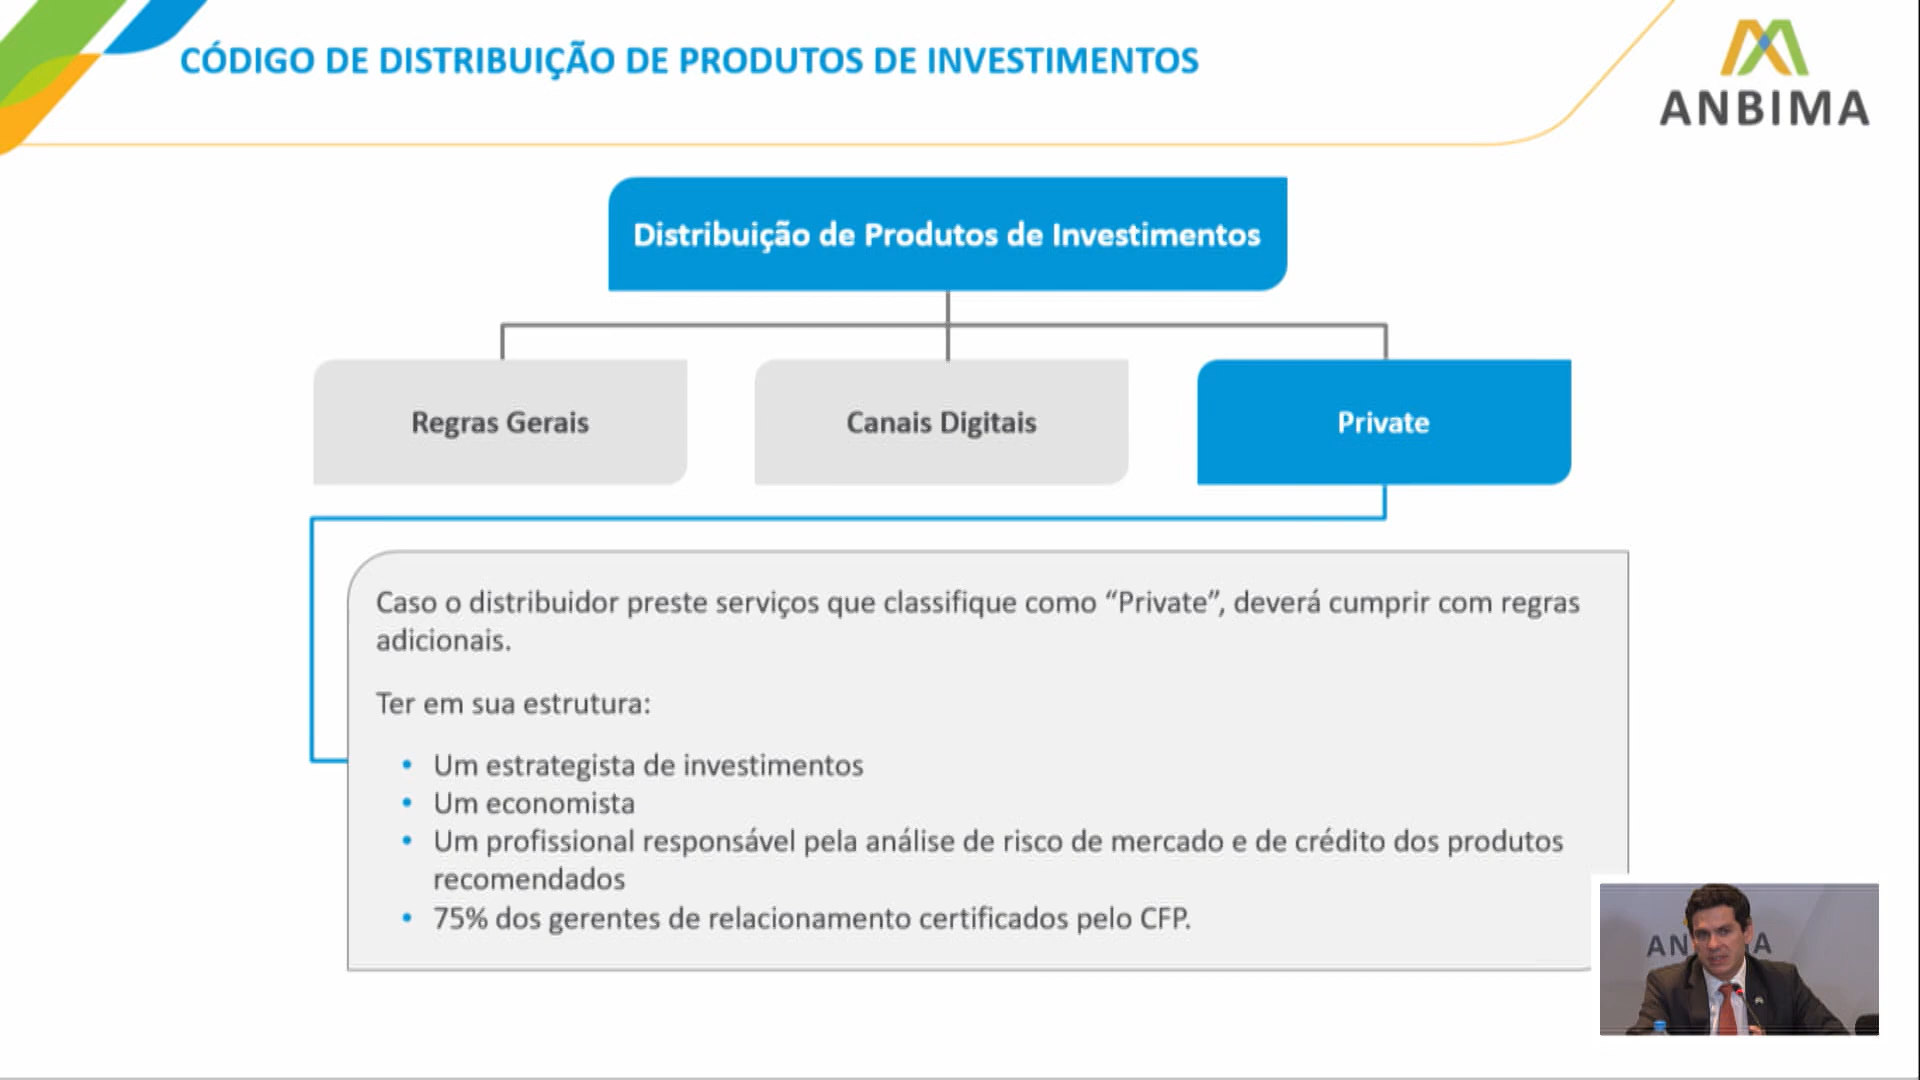 CÓDIGO DE DISTRIBUIÇÃO DE PRODUTOS DE INVESTIMENTOS
ANBIMA
Distribuição de Produtos de Investimentos
Regras Gerais
Canais Digitais
Private
Caso o distribuidor preste serviços que classifique como “Private”, deverá cumprir com regras
adicionais.
Ter em sua estrutura:
• Um estrategista de investimentos
• Um economista
• Um profissional responsável pela análise de risco de mercado e de crédito dos produtos
recomendados
• 75% dos gerentes de relacionamento certificados pelo CFP.